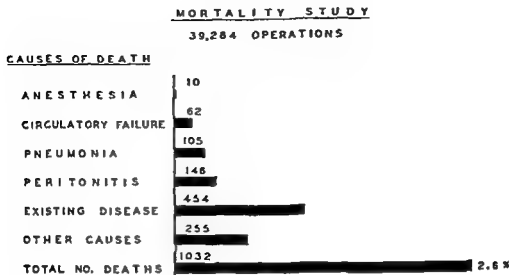 MORTALITY STUDY
39,284 OPERATIONS
CAUSES OF DEATH
10
ANESTHESIA
62
CIRCULATORY FAILURE
105
PNEUMONIA
146
PERITONITIS
454
EXISTING DISEASE
255
OTHER CAUSES
1032
TOTAL NO. DEATHS 2.6%